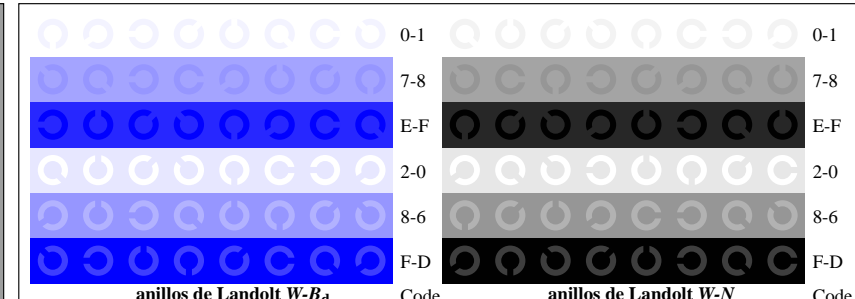 0-1 0-1
7-8 7-8
E-F E-F
2-0 2-0
8-6 8-6
F-D F-D
anillos de Landolt W-Bd Code anillos de Landolt W-N Code